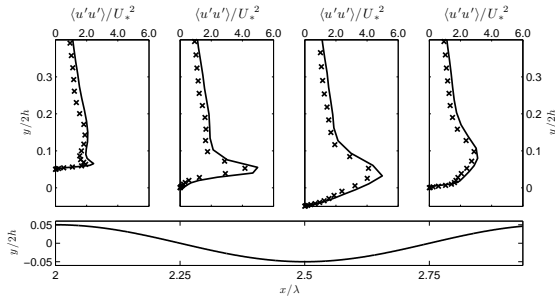 ⟨u′u′⟩/U*² ⟨u′u′⟩/U*² ⟨u′u′⟩/U*² ⟨u′u′⟩/U*²
0 2.0 4.0 6.0 0 2.0 4.0 6.0 0 2.0 4.0 6.0 0 2.0 4.0 6.0
0.3 0.3
0.2 0.2
y/2h y/2h
0.1 0.1
0 0
0.05
y/2h 0
−0.05
2 2.25 2.5 2.75
x/λ